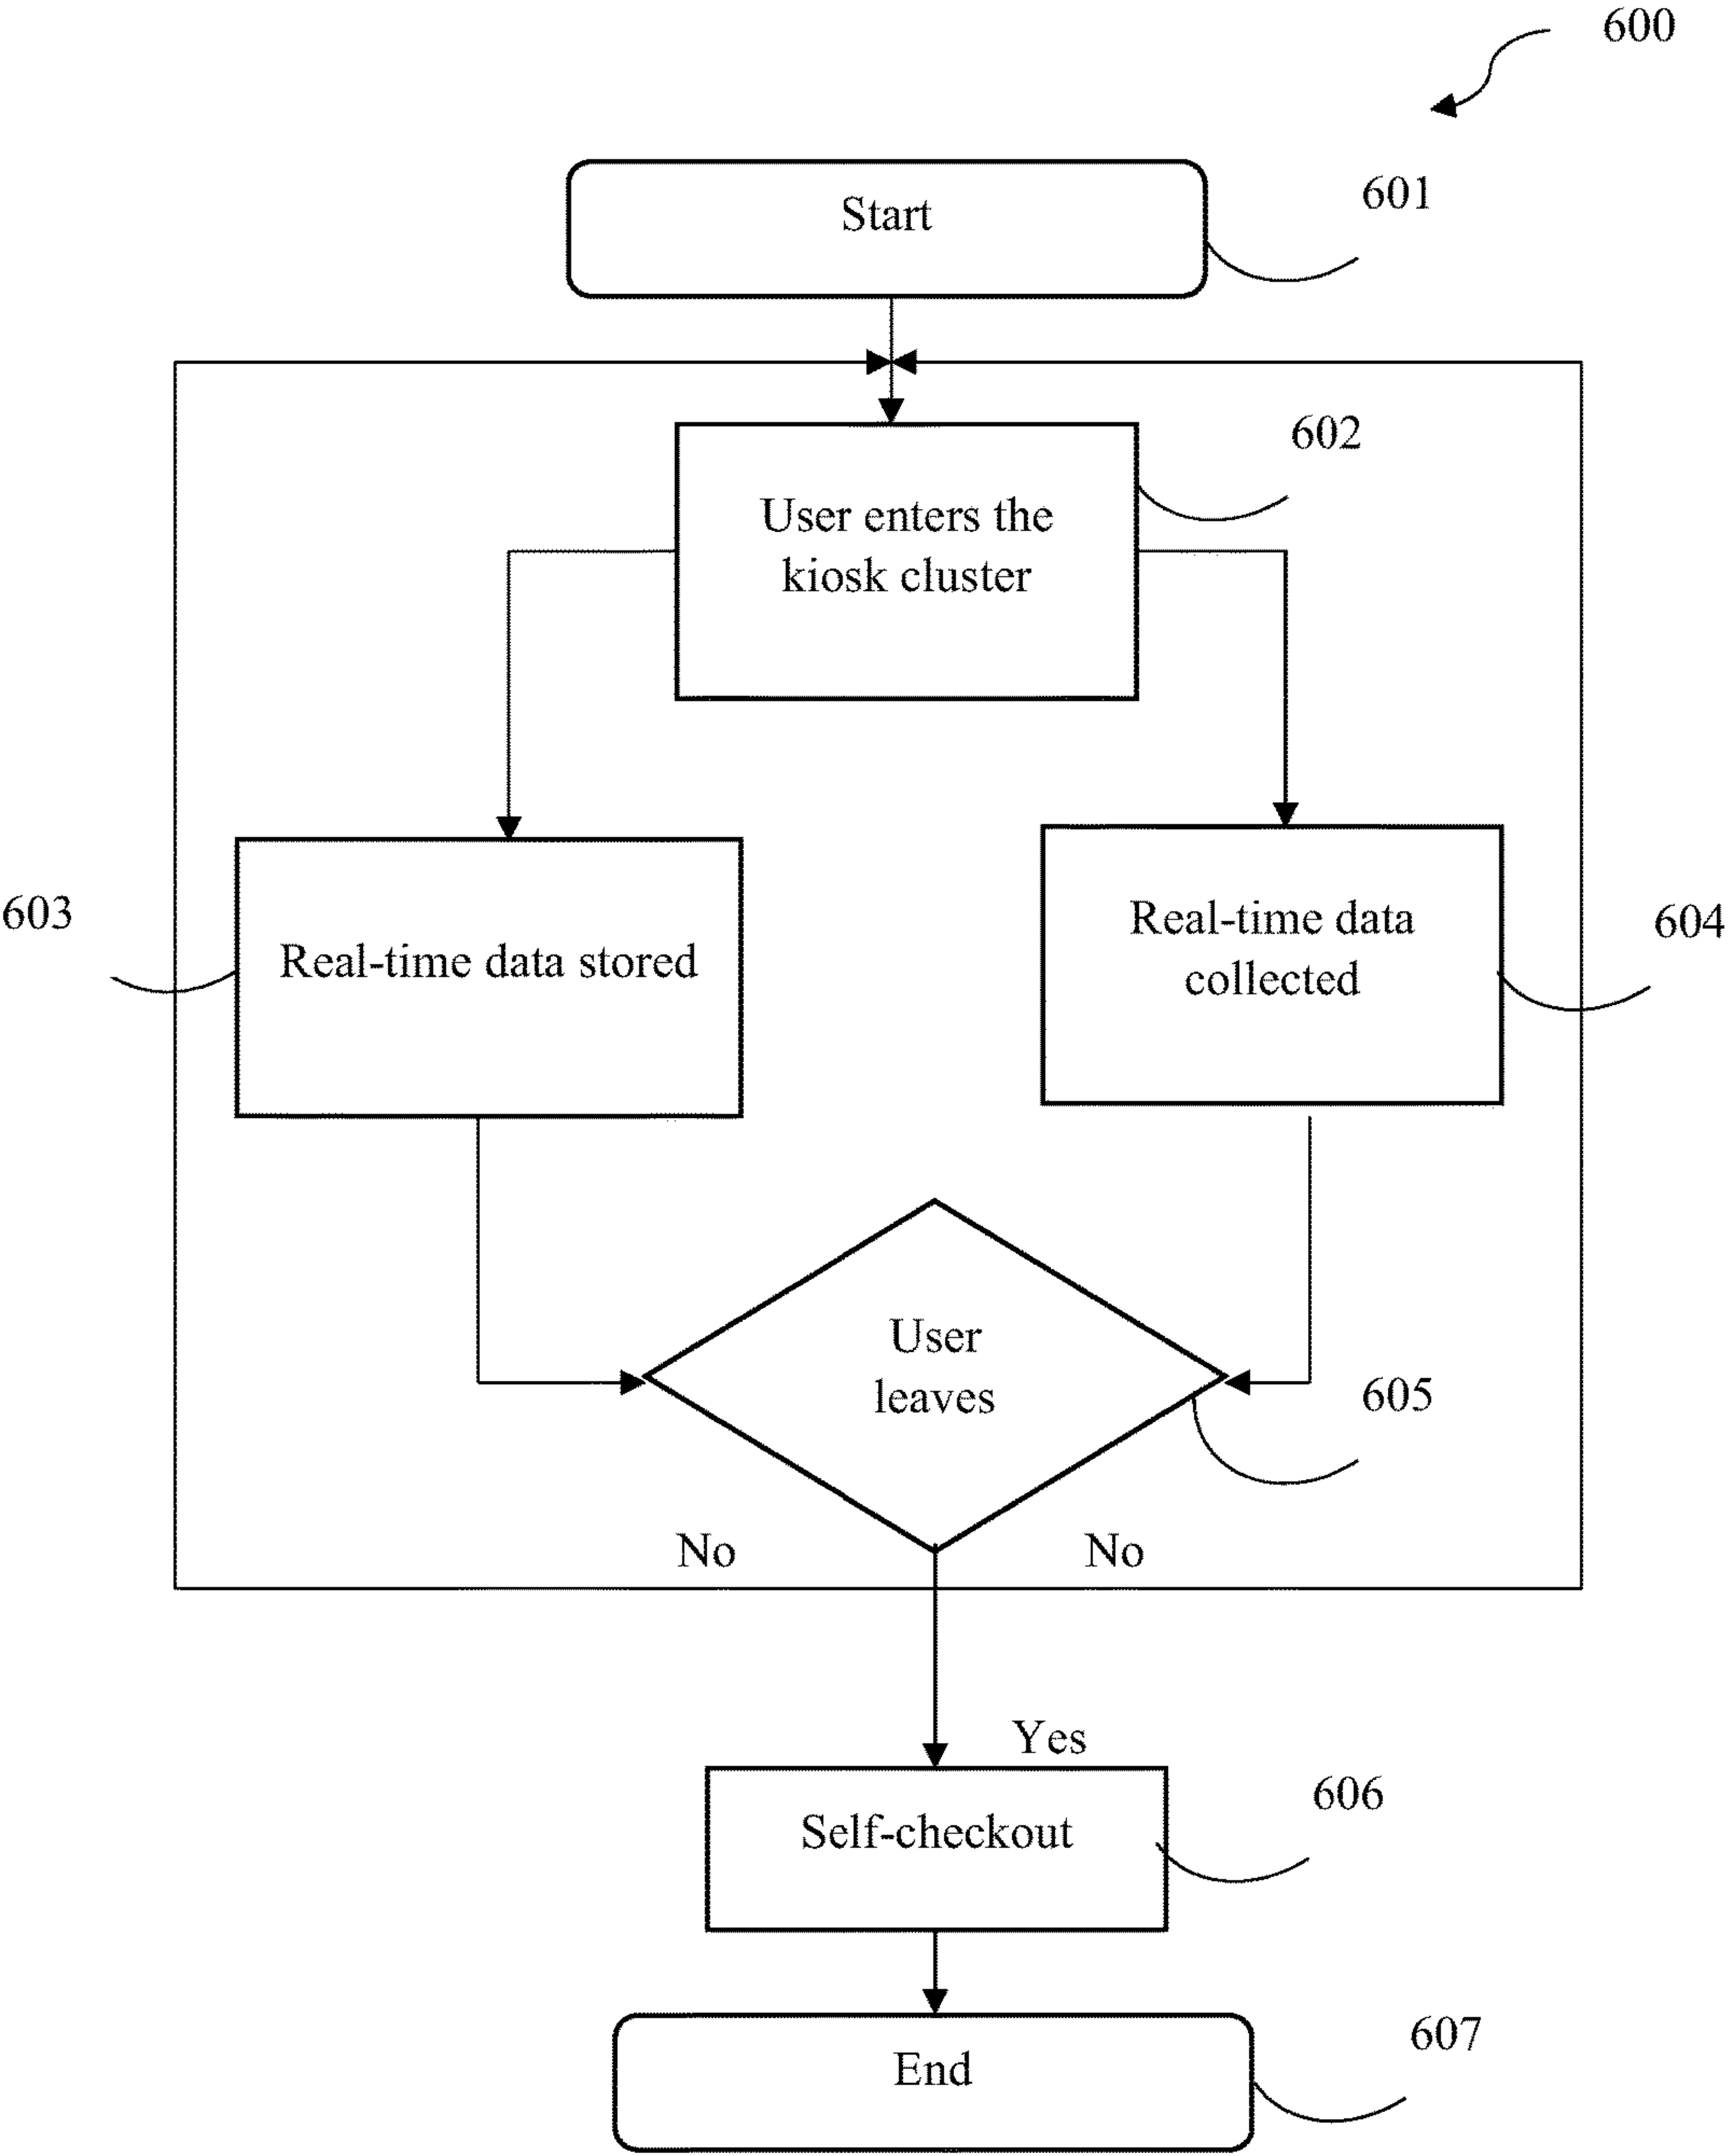 600
Start
601
User enters the
kiosk cluster
602
603
Real-time data stored
Real-time data
collected
604
User
leaves
605
No
No
Yes
Self-checkout
606
End
607